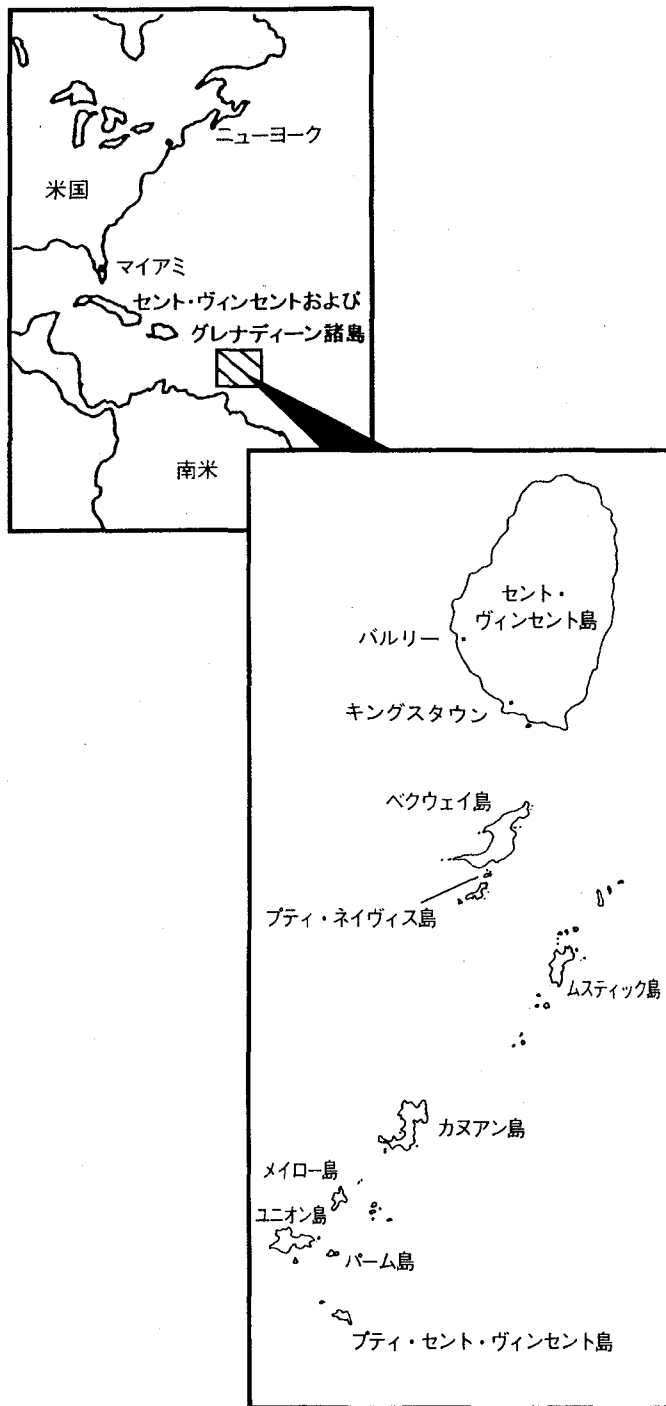 ニューヨーク
米国
マイアミ
セント・ヴィンセントおよび
グレナディーン諸島
南米
セント・
ヴィンセント島
バルリー
キングスタウン
ベクウェイ島
プティ・ネイヴィス島
ムスティック島
カヌアン島
メイロー島
ユニオン島
パーム島
プティ・セント・ヴィンセント島